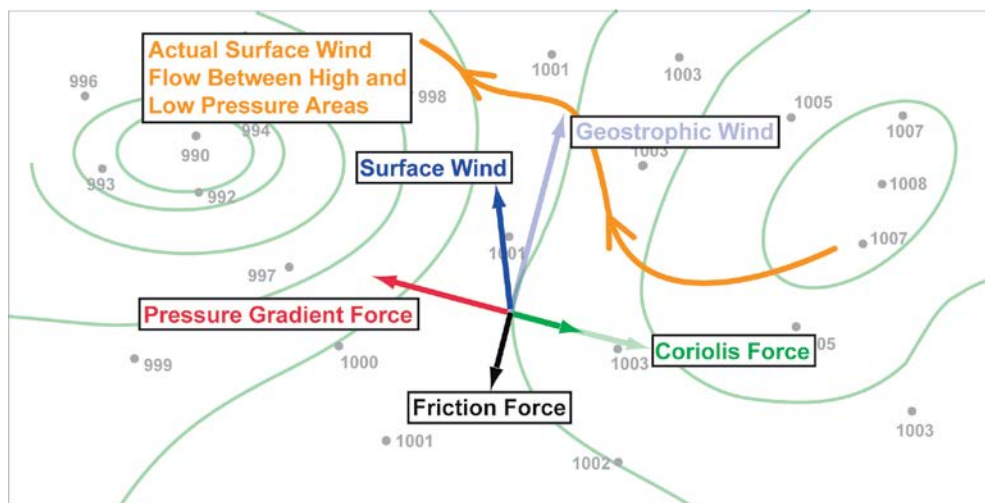 Actual Surface Wind
Flow Between High and
Low Pressure Areas
996
994
990
993
992
998
1001
1003
1005
1007
Geostrophic Wind
1003
Surface Wind
1008
1001
1007
997
Pressure Gradient Force
Coriolis Force
05
999
1000
1003
Friction Force
1003
1001
1002